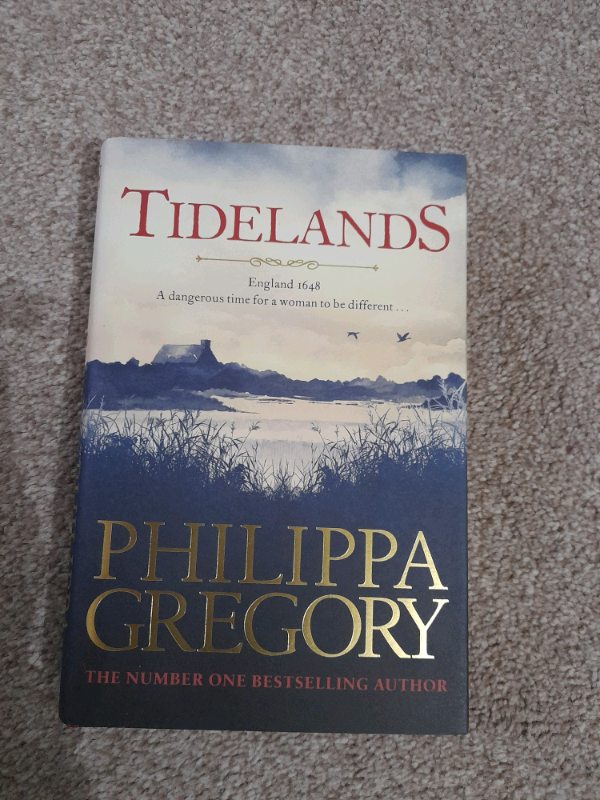 TIDELANDS
England 1648
A dangerous time for a woman to be different ...
PHILIPPA
GREGORY
THE NUMBER ONE BESTSELLING AUTHOR